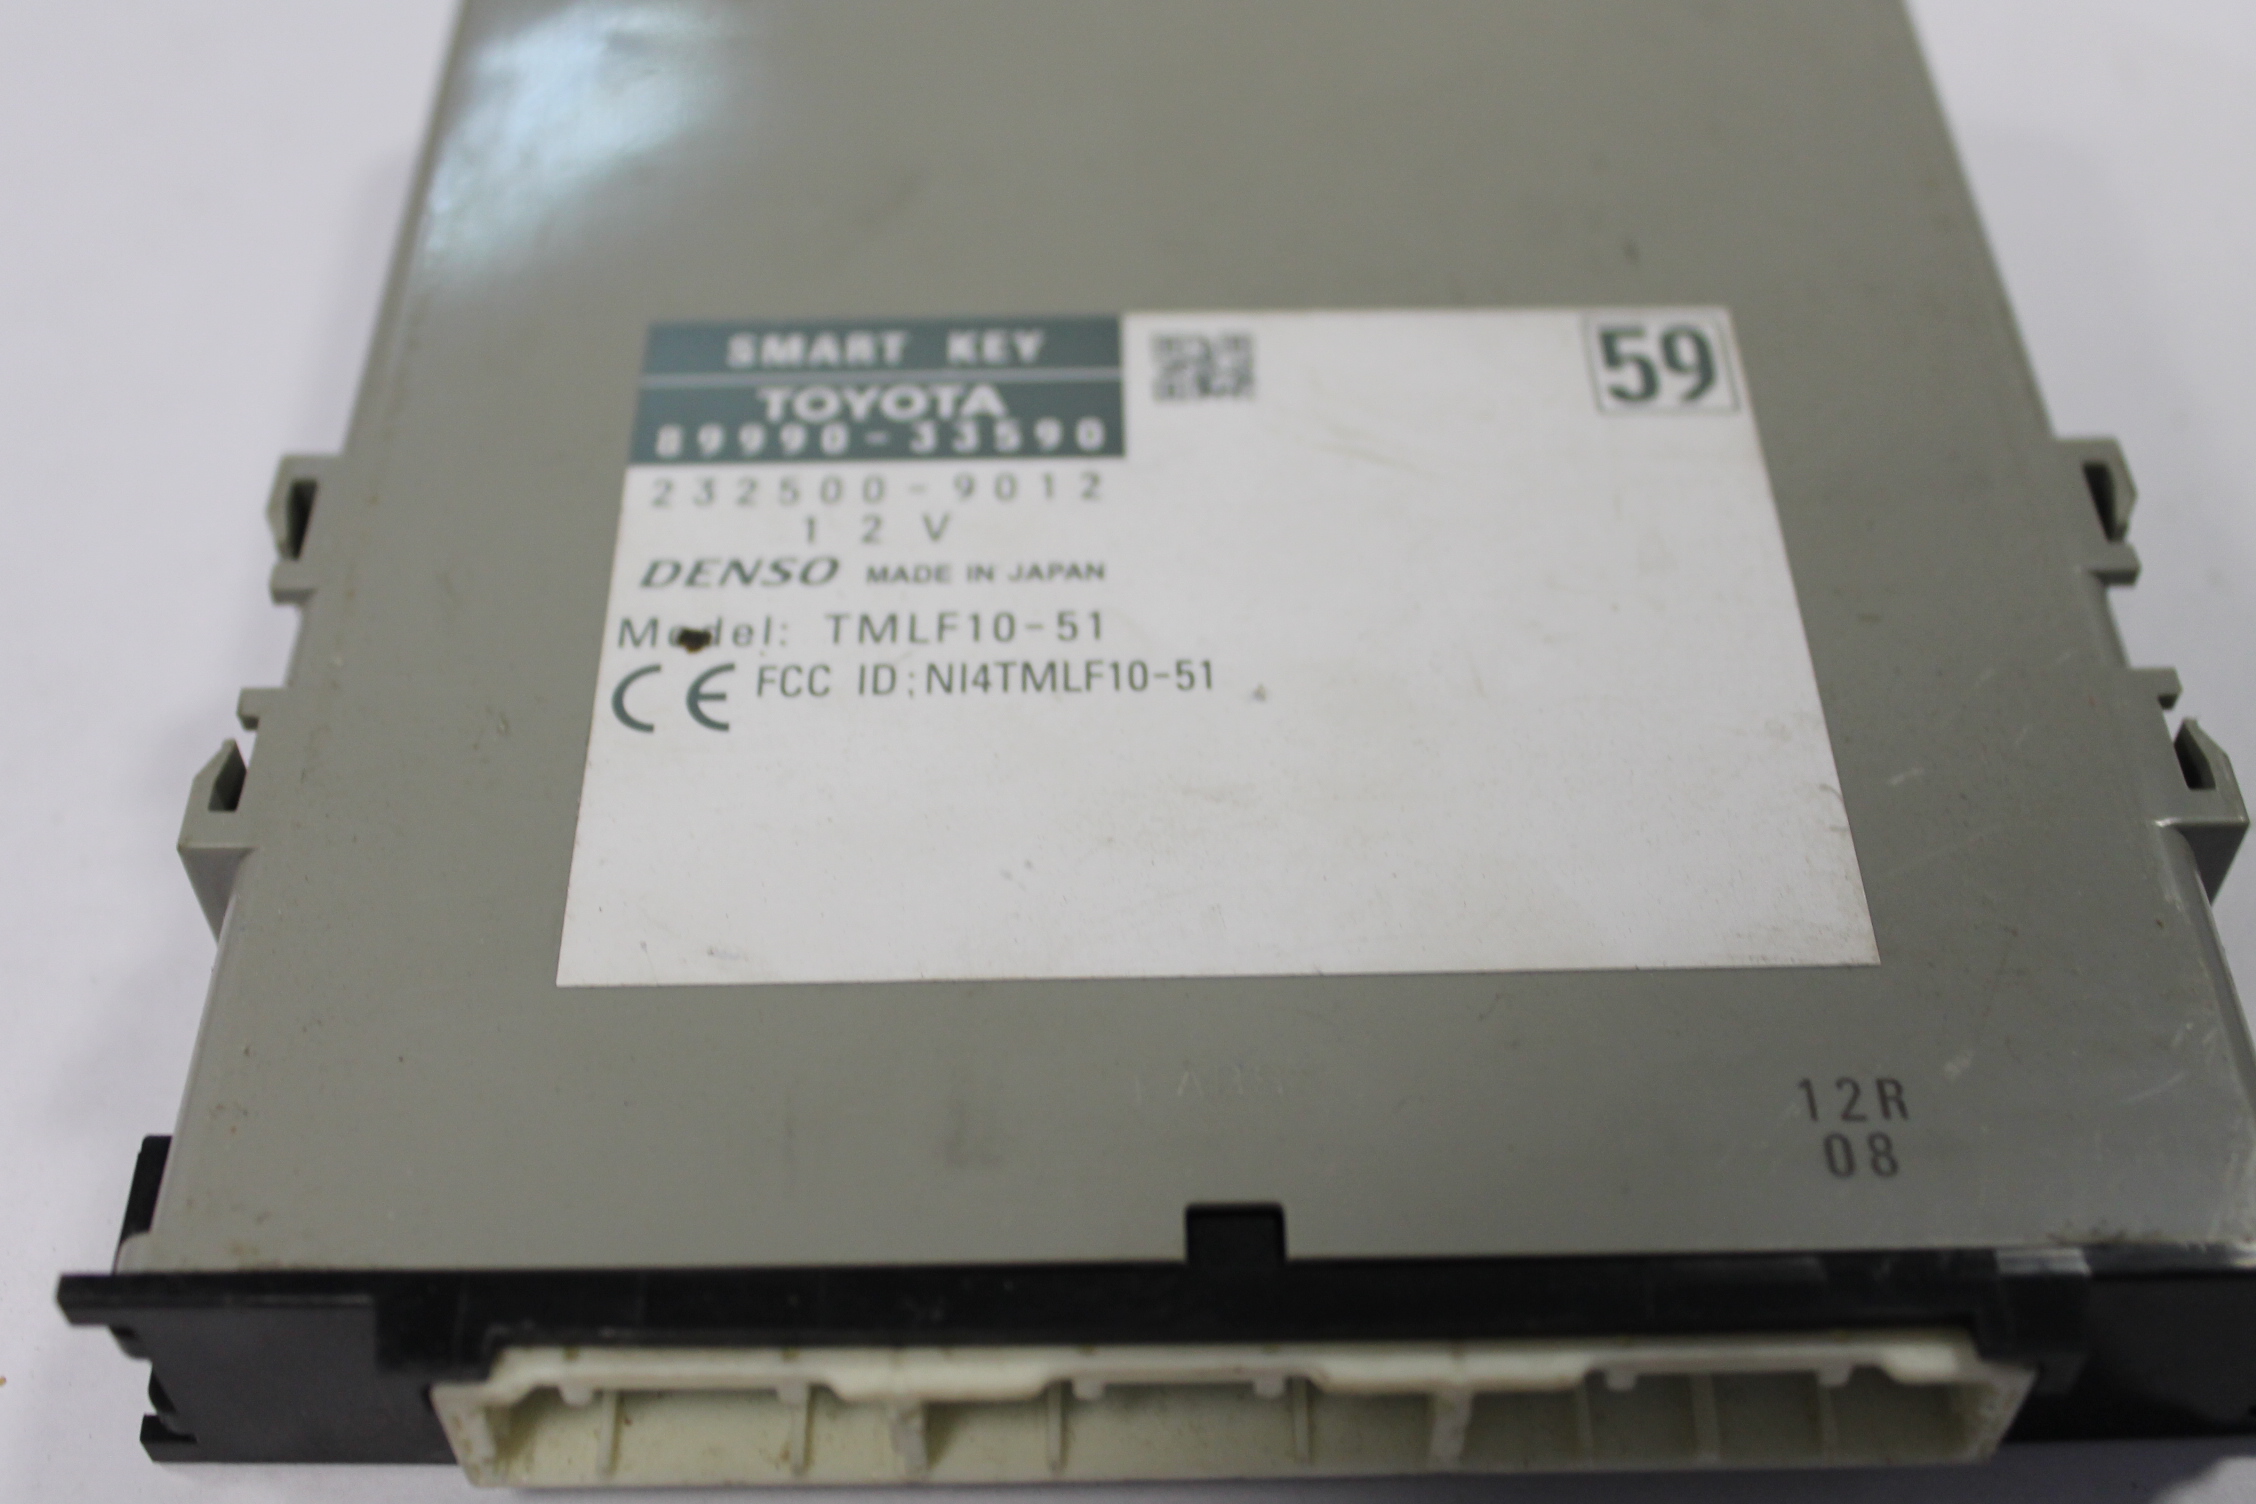 SMART KEY
59
TOYOTA
89990-33590
232500-9012
12V
DENSO MADE IN JAPAN
Model: TMLF10-51
CE FCC ID;NI4TMLF10-51
12R
08